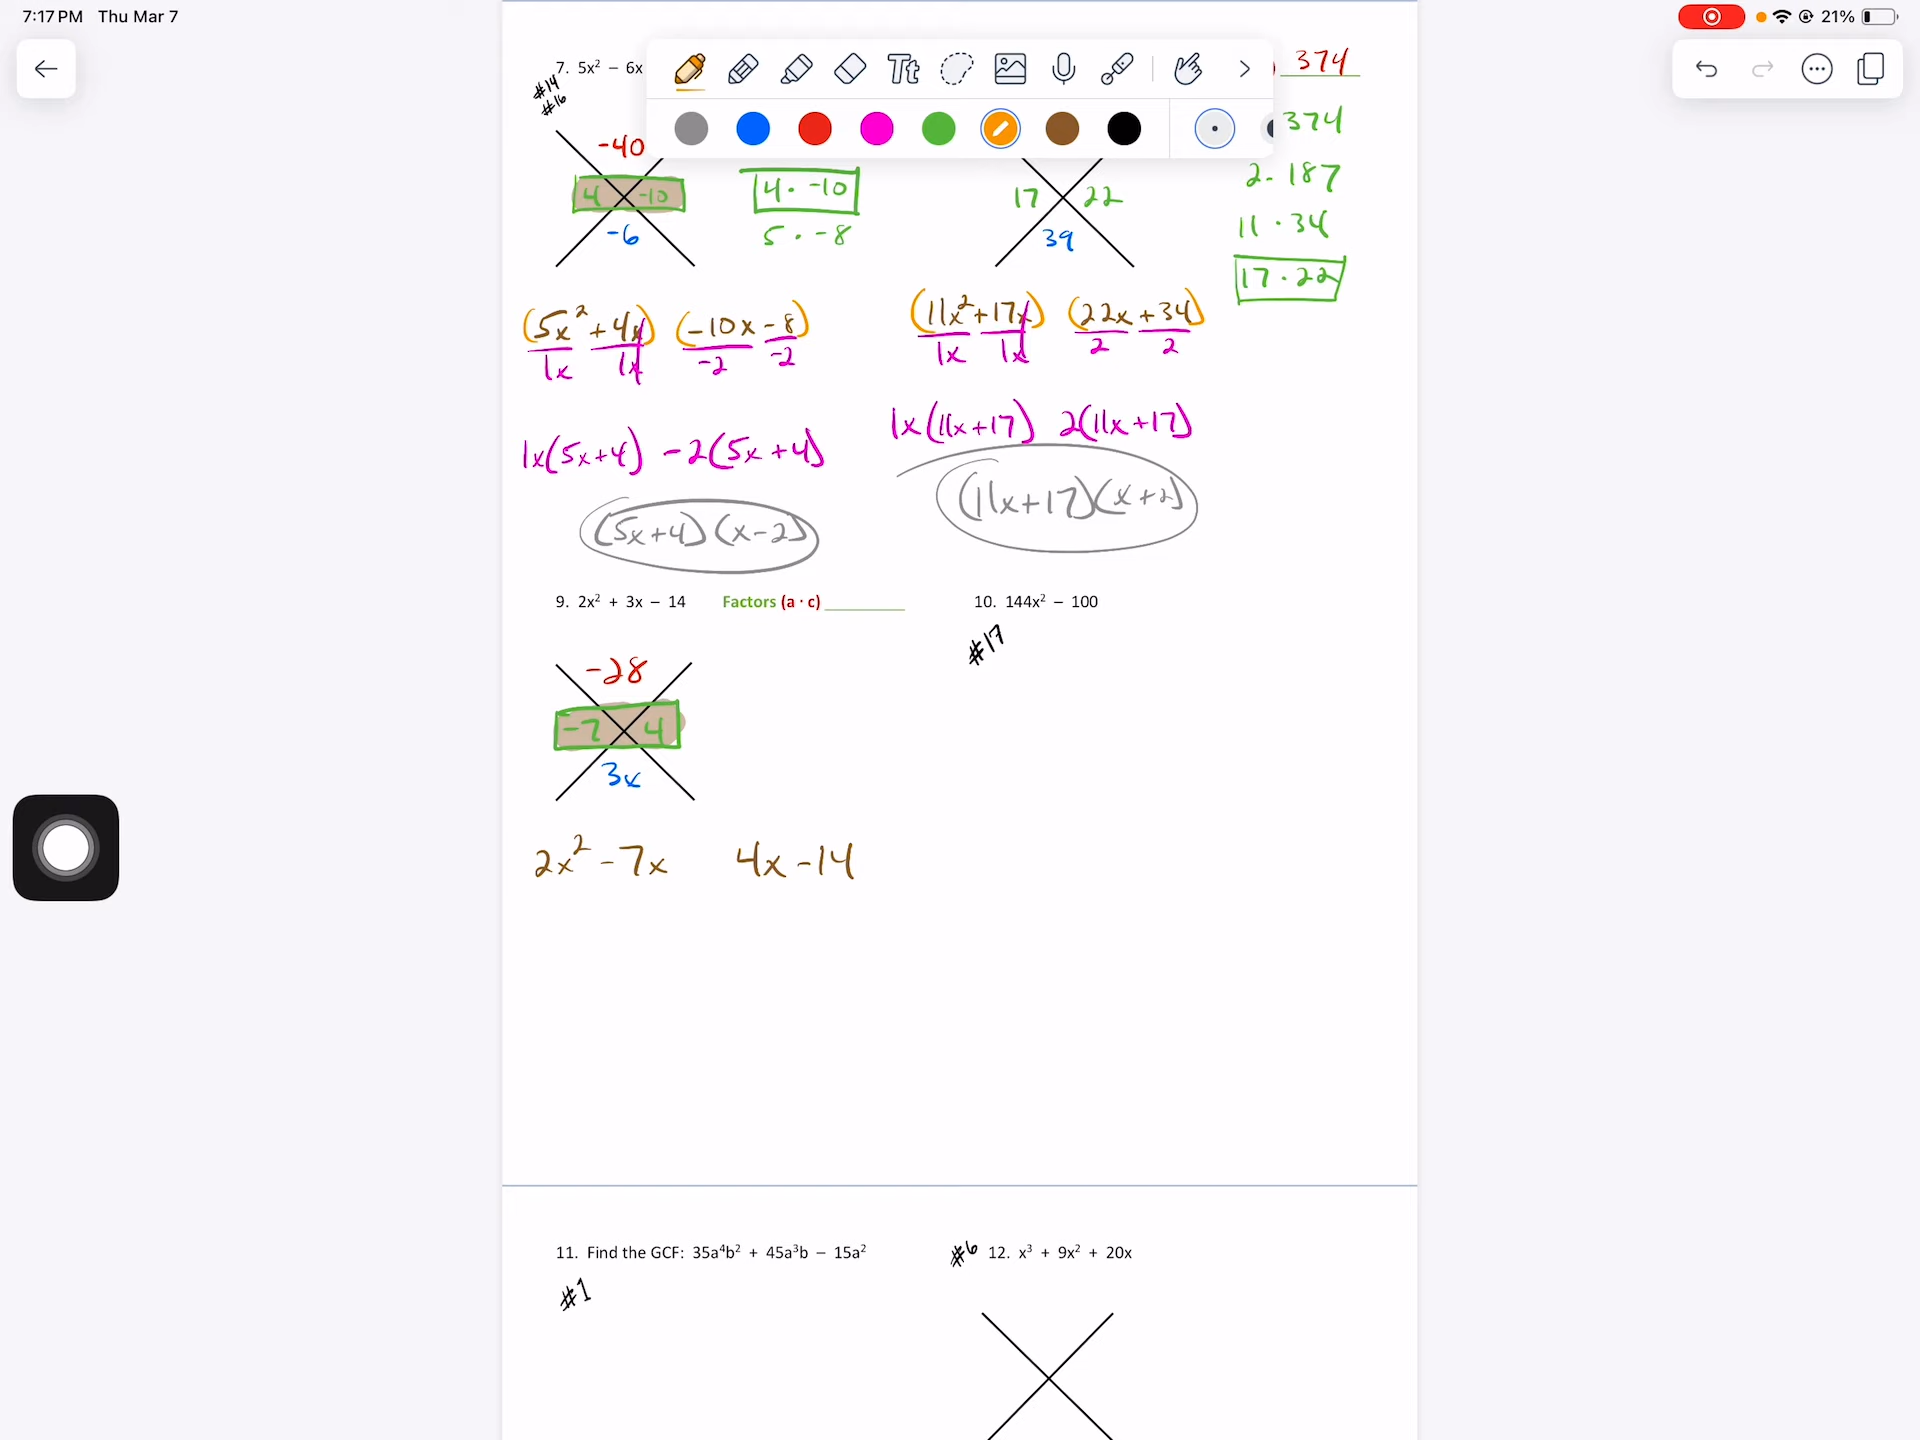 7:17 PM Thu Mar 7
21%
7. 5x² − 6x
#14
#16
Tt
374
-40
4 -10
-6
4 · -10
5 · -8
17 22
39
374
2 · 187
11 · 34
17 · 22
(5x² + 4x) (-10x - 8)
1x 1x -2 -2
1x(5x+4) -2(5x+4)
(5x+4)(x-2)
(11x² + 17x) (22x + 34)
1x 1x 2 2
1x(11x+17) 2(11x+17)
(11x+17)(x+2)
9. 2x² + 3x − 14 Factors (a · c) __________
10. 144x² − 100
#17
-28
-7 4
3x
2x² - 7x 4x - 14
11. Find the GCF: 35a⁴b² + 45a³b − 15a²
#1
#6 12. x³ + 9x² + 20x